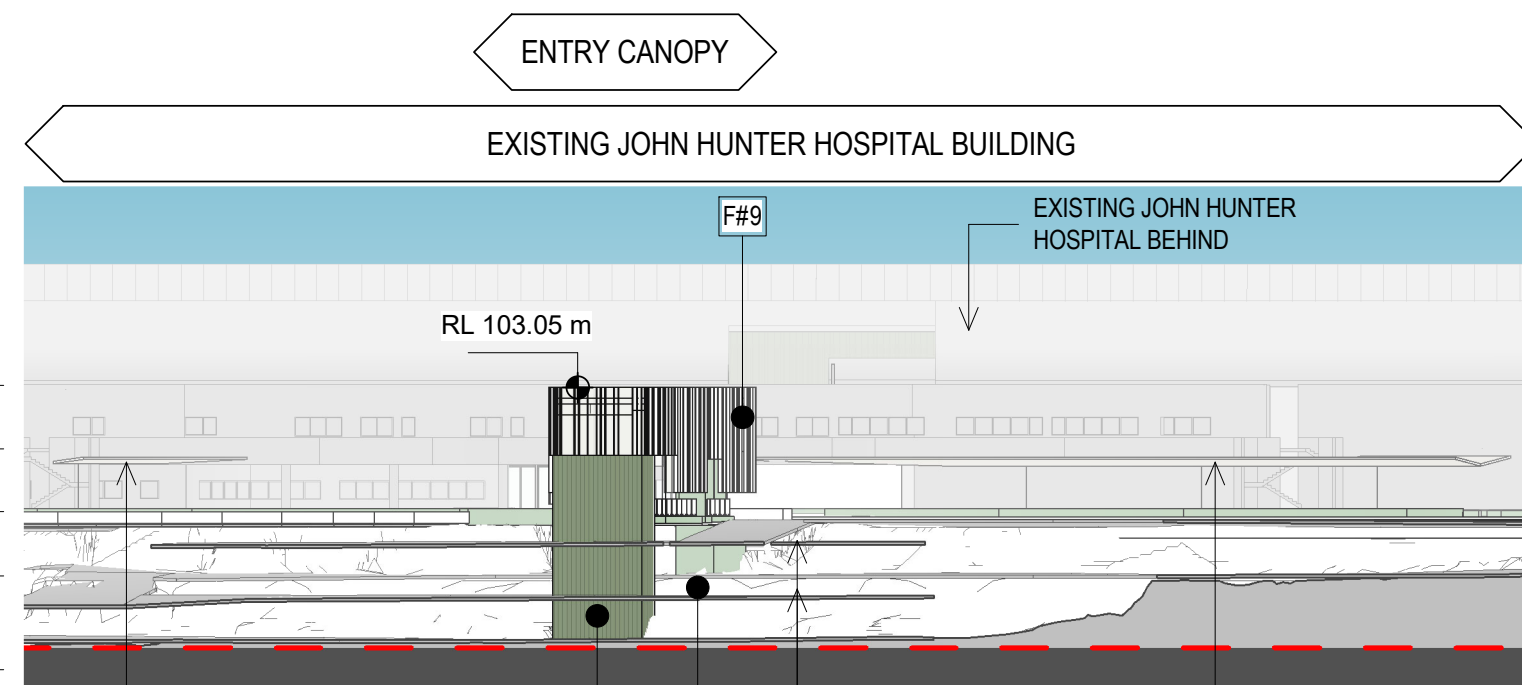 ENTRY CANOPY
EXISTING JOHN HUNTER HOSPITAL BUILDING
F#9
EXISTING JOHN HUNTER
HOSPITAL BEHIND
RL 103.05 m